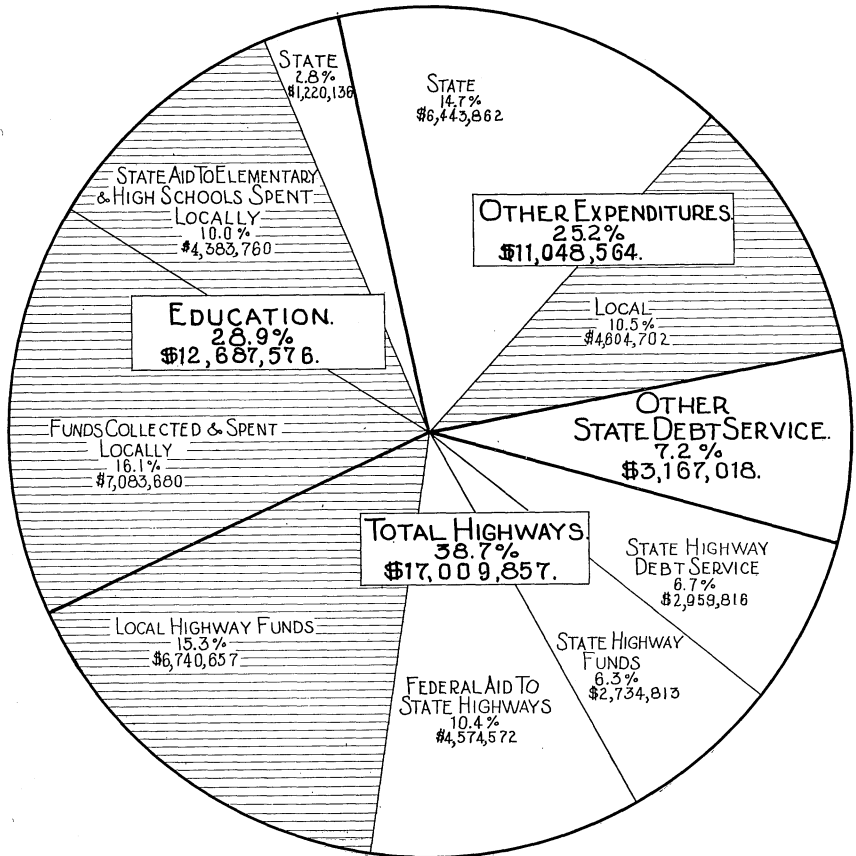 STATE
2.8%
$1,220,136
STATE
14.7%
$6,443,862
STATE AID TO ELEMENTARY
& HIGH SCHOOLS SPENT
LOCALLY
10.0%
$4,383,760
OTHER EXPENDITURES.
25.2%
$11,048,564.
EDUCATION.
28.9%
$12,687,576.
LOCAL
10.5%
$4,604,702
OTHER
STATE DEBT SERVICE.
7.2%
$3,167,018.
FUNDS COLLECTED & SPENT
LOCALLY
16.1%
$7,083,680
TOTAL HIGHWAYS.
38.7%
$17,009,857.
STATE HIGHWAY
DEBT SERVICE
6.7%
$2,959,816
LOCAL HIGHWAY FUNDS
15.3%
$6,740,657
STATE HIGHWAY
FUNDS
6.3%
$2,734,813
FEDERAL AID TO
STATE HIGHWAYS
10.4%
$4,574,572